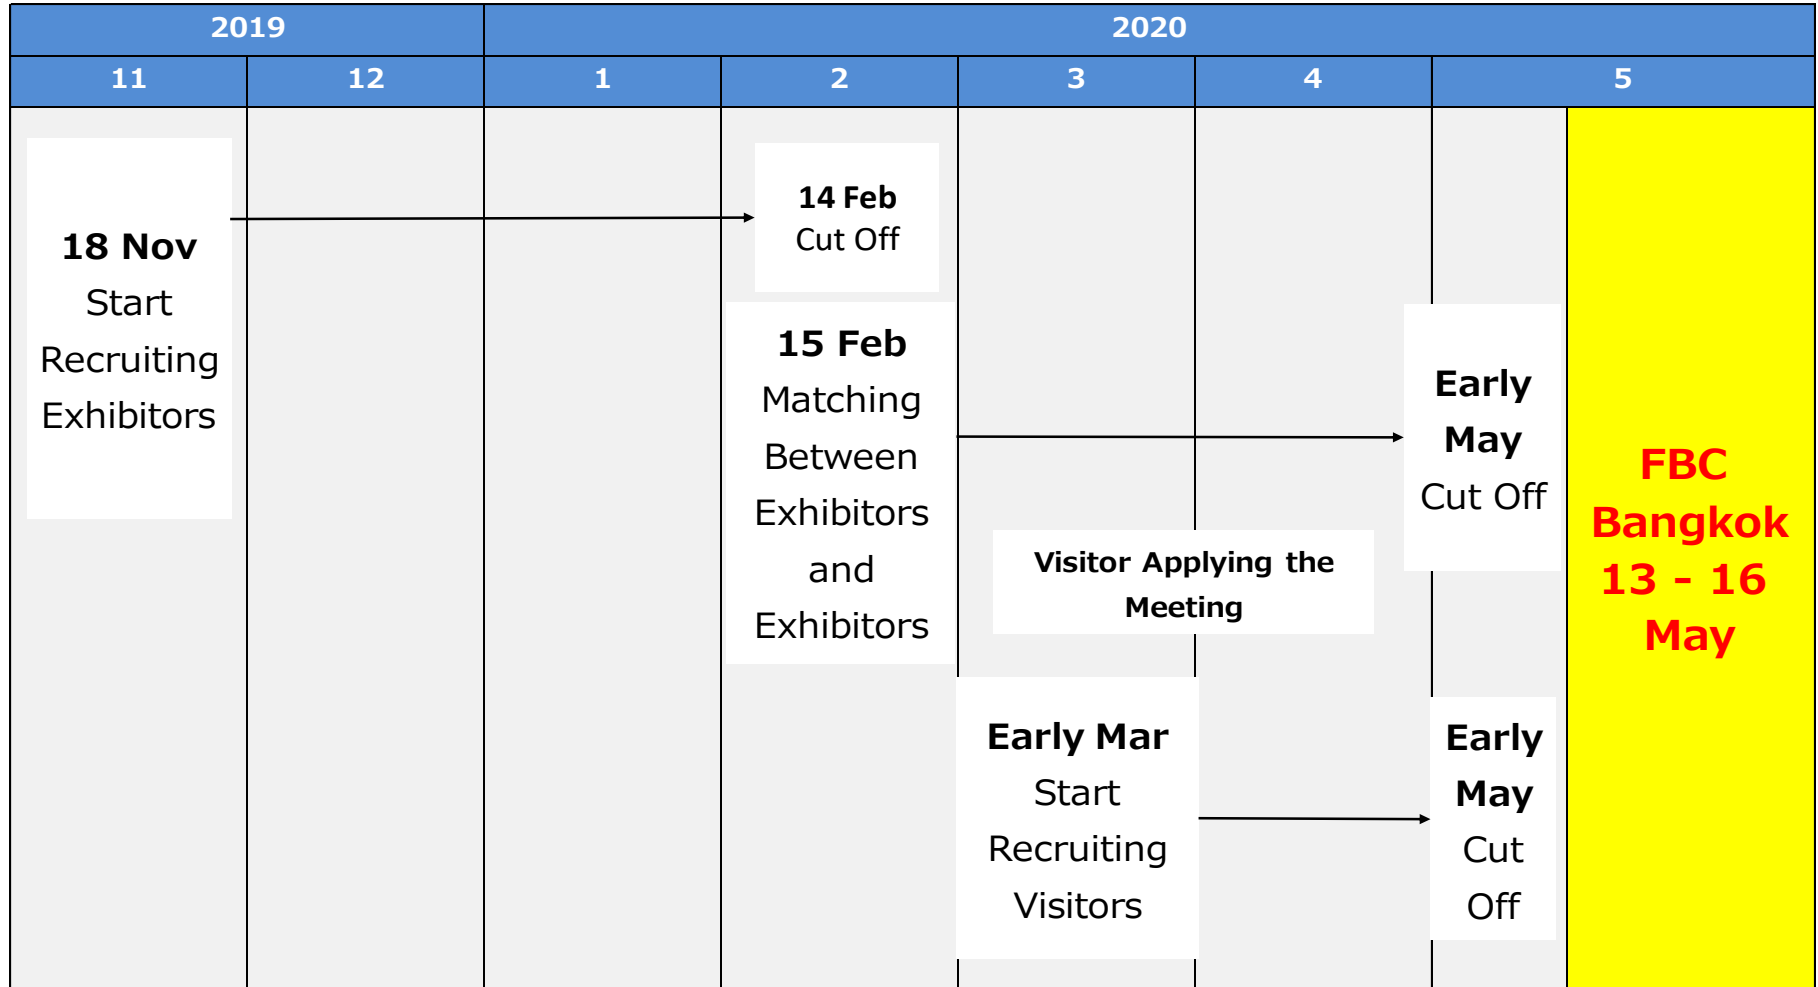 2019
2020
11
12
1
2
3
4
5
18 Nov
Start
Recruiting
Exhibitors
14 Feb
Cut Off
15 Feb
Matching
Between
Exhibitors
and
Exhibitors
Early
May
Cut Off
Visitor Applying the
Meeting
Early Mar
Start
Recruiting
Visitors
Early
May
Cut
Off
FBC
Bangkok
13 - 16
May